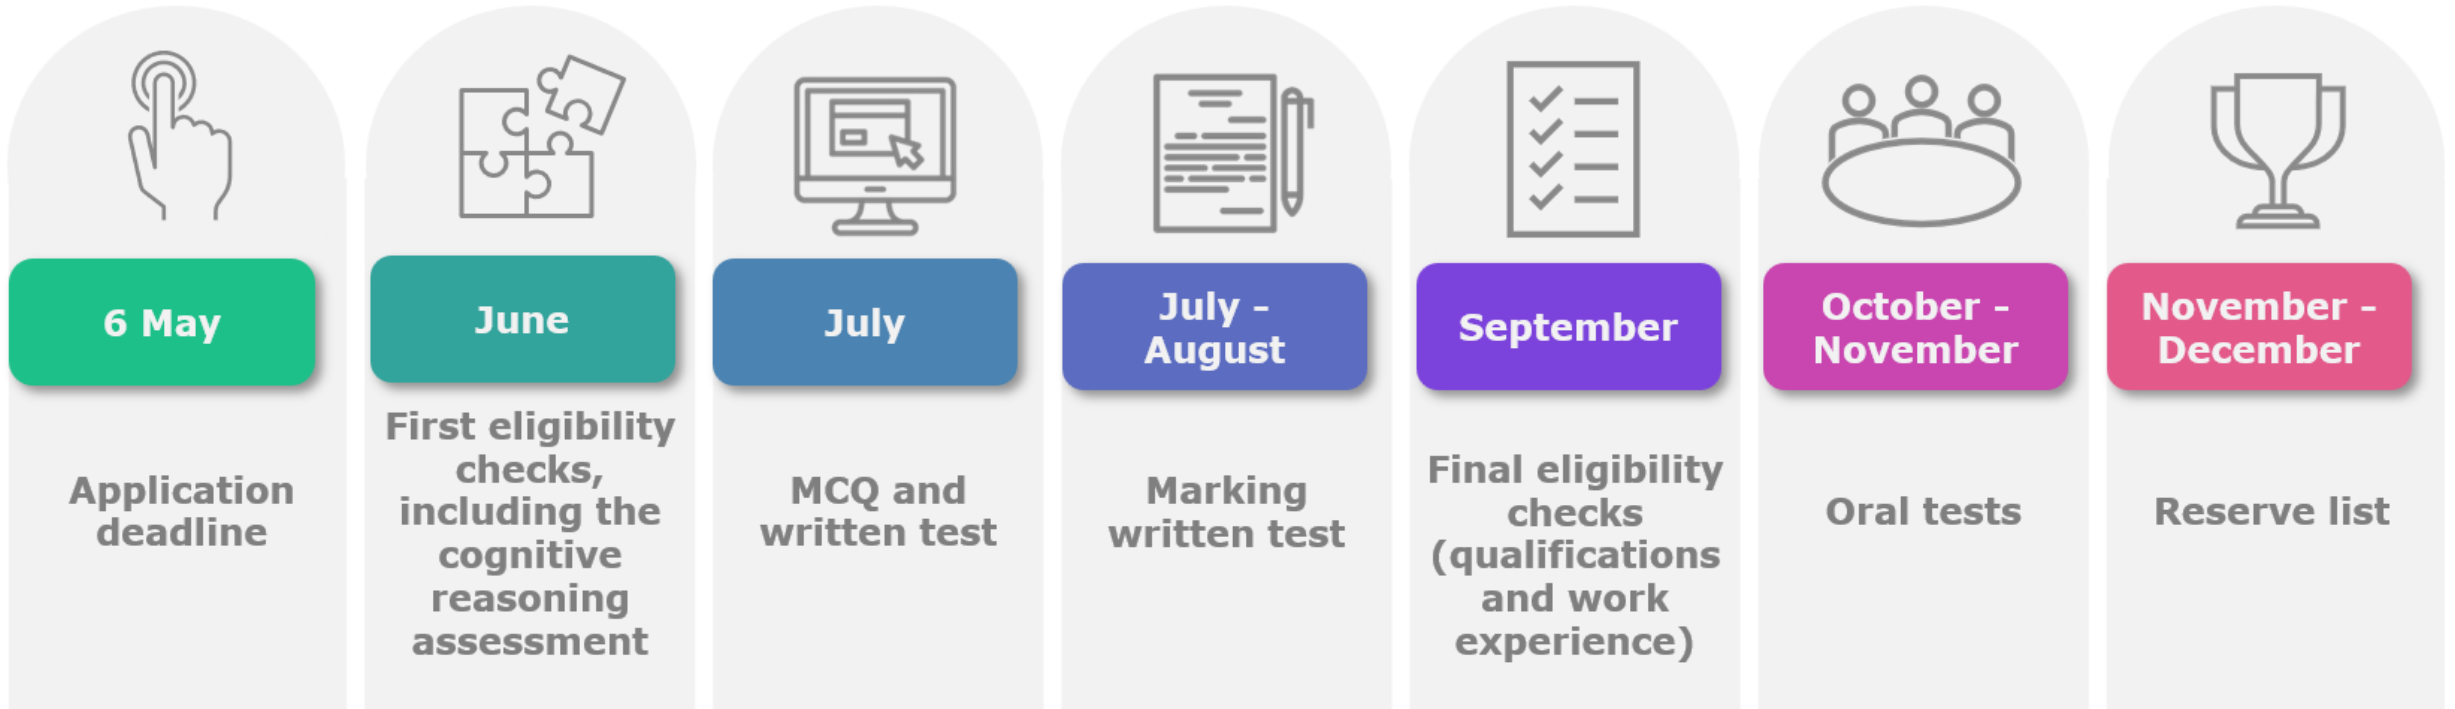 6 May
Application
deadline
June
First eligibility
checks,
including the
cognitive
reasoning
assessment
July
MCQ and
written test
July –
August
Marking
written test
September
Final eligibility
checks
(qualifications
and work
experience)
October –
November
Oral tests
November –
December
Reserve list